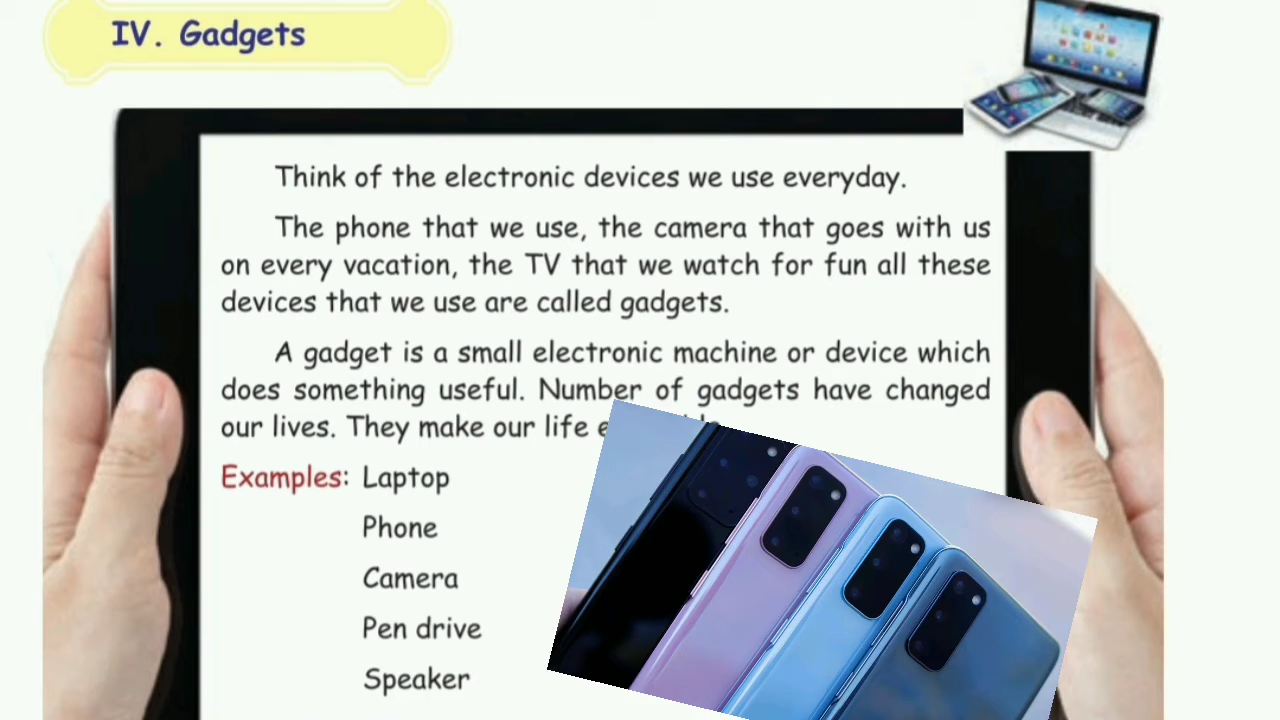 IV. Gadgets
Think of the electronic devices we use everyday.
The phone that we use, the camera that goes with us
on every vacation, the TV that we watch for fun all these
devices that we use are called gadgets.
A gadget is a small electronic machine or device which
does something useful. Number of gadgets have changed
our lives. They make our life
Examples: Laptop
Phone
Camera
Pen drive
Speaker